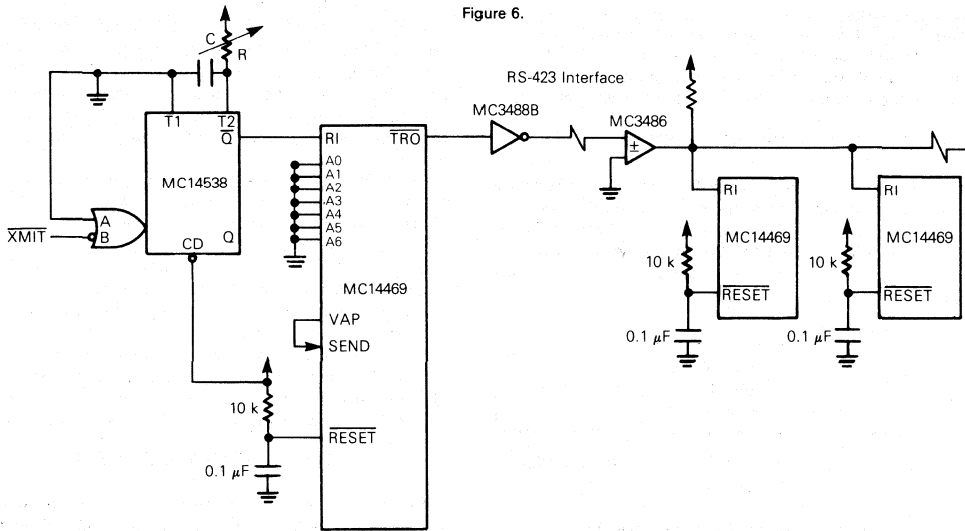 Figure 6.
C
R
RS-423 Interface
MC3488B
MC3486
±
T1
T2
Q
MC14538
A
XMIT
B
Q
CD
RI
TRO
A0
A1
A2
A3
A4
A5
A6
MC14469
VAP
SEND
10 k
RESET
0.1 μF
RI
MC14469
10 k
RESET
0.1 μF
RI
MC14469
10 k
RESET
0.1 μF